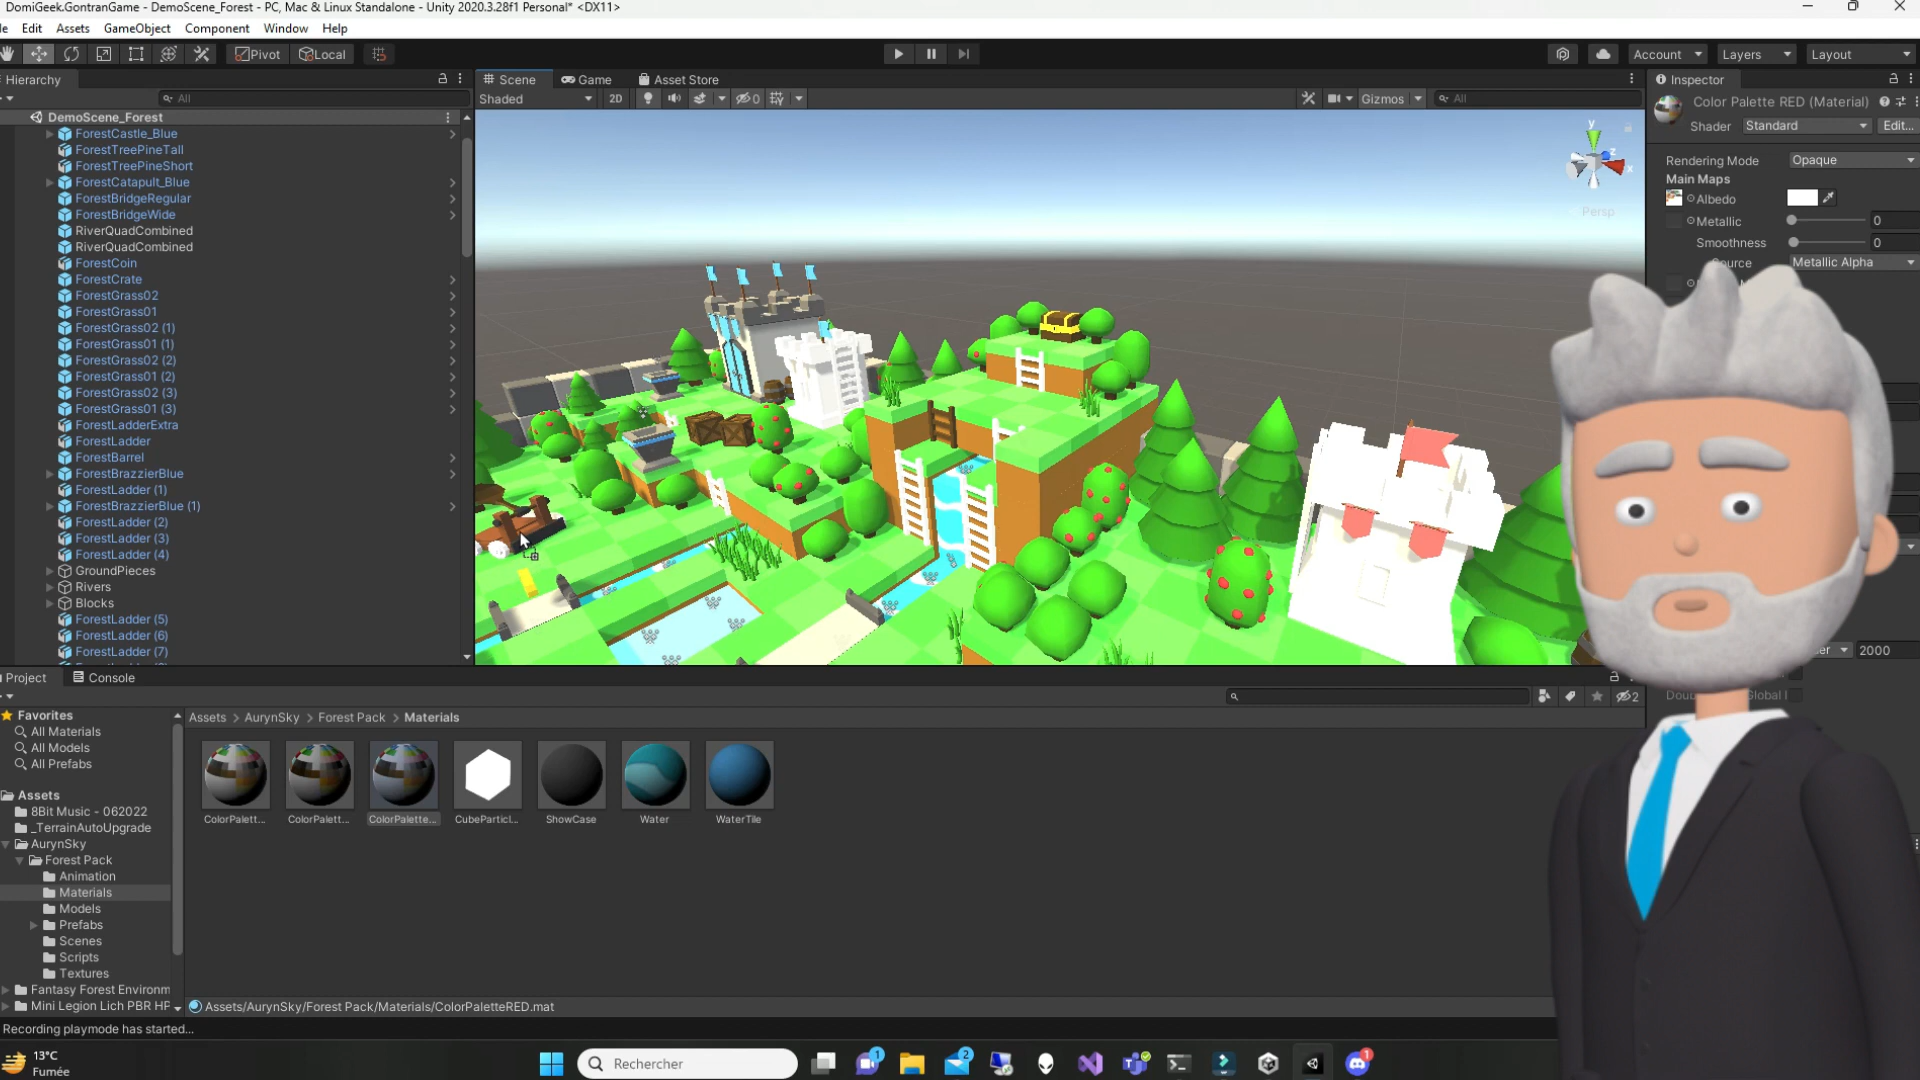 DomiGeek.GontranGame - DemoScene_Forest - PC, Mac & Linux Standalone - Unity 2020.3.28f1 Personal* <DX11>
Edit Assets GameObject Component Window Help
Pivot Local Account Layers Layout
Hierarchy
All
DemoScene_Forest
ForestCastle_Blue
ForestTreePineTall
ForestTreePineShort
ForestCatapult_Blue
ForestBridgeRegular
ForestBridgeWide
RiverQuadCombined
RiverQuadCombined
ForestCoin
ForestCrate
ForestGrass02
ForestGrass01
ForestGrass02 (1)
ForestGrass01 (1)
ForestGrass02 (2)
ForestGrass01 (2)
ForestGrass02 (3)
ForestGrass01 (3)
ForestLadderExtra
ForestLadder
ForestBarrel
ForestBrazzierBlue
ForestLadder (1)
ForestBrazzierBlue (1)
ForestLadder (2)
ForestLadder (3)
ForestLadder (4)
GroundPieces
Rivers
Blocks
ForestLadder (5)
ForestLadder (6)
ForestLadder (7)
Scene Game Asset Store
Shaded 2D 0 Gizmos All
y
z
x
Persp
Inspector
Color Palette RED (Material)
Shader Standard Edit...
Rendering Mode Opaque
Main Maps
Albedo
Metallic 0
Smoothness 0
Metallic Alpha
2000
Project Console
2
Favorites
All Materials
All Models
All Prefabs
Assets
8Bit Music - 062022
_TerrainAutoUpgrade
AurynSky
Forest Pack
Animation
Materials
Models
Prefabs
Scenes
Scripts
Textures
Fantasy Forest Environm
Mini Legion Lich PBR HP
Assets > AurynSky > Forest Pack > Materials
ColorPalett...
ColorPalett...
ColorPalette...
CubeParticl...
ShowCase
Water
WaterTile
Assets/AurynSky/Forest Pack/Materials/ColorPaletteRED.mat
Recording playmode has started...
13°C
Fumée
Rechercher
1
2
1